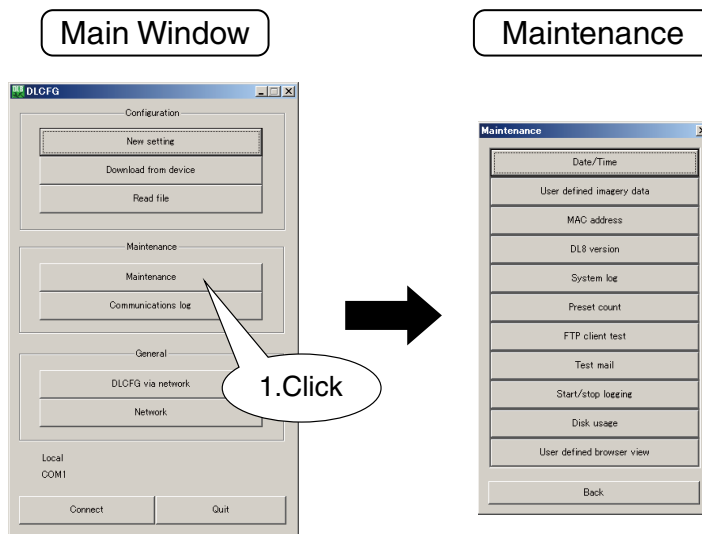 Main Window
DLCFG
Configuration
New setting
Download from device
Read file
Maintenance
Maintenance
Communications log
General
DLCFG via network
Network
Local
COM1
Connect
Quit
1.Click
Maintenance
Maintenance
Date/Time
User defined imagery data
MAC address
DL8 version
System log
Preset count
FTP client test
Test mail
Start/stop logging
Disk usage
User defined browser view
Back